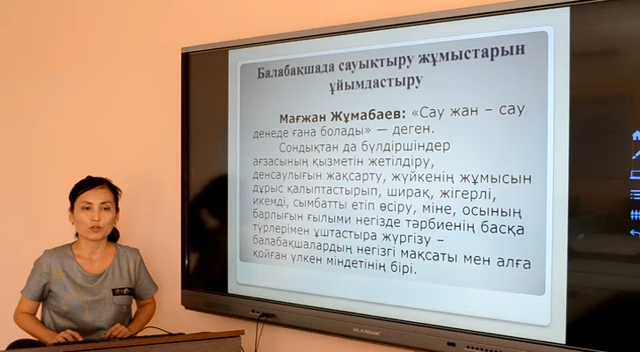 Балабақшада сауықтыру жұмыстарын
ұйымдастыру
Мағжан Жұмабаев: «Сау жан – сау
денеде ғана болады» — деген.
Сондықтан да бүлдіршіндер
ағзасының қызметін жетілдіру,
денсаулығын жақсарту, жүйкенің жұмысын
дұрыс қалыптастырып, ширақ, жігерлі,
икемді, сымбатты етіп өсіру, міне, осының
барлығын ғылыми негізде тәрбиенің басқа
түрлерімен ұштастыра жүргізу –
балабақшалардың негізгі мақсаты мен алға
қойған үлкен міндетінің бірі.